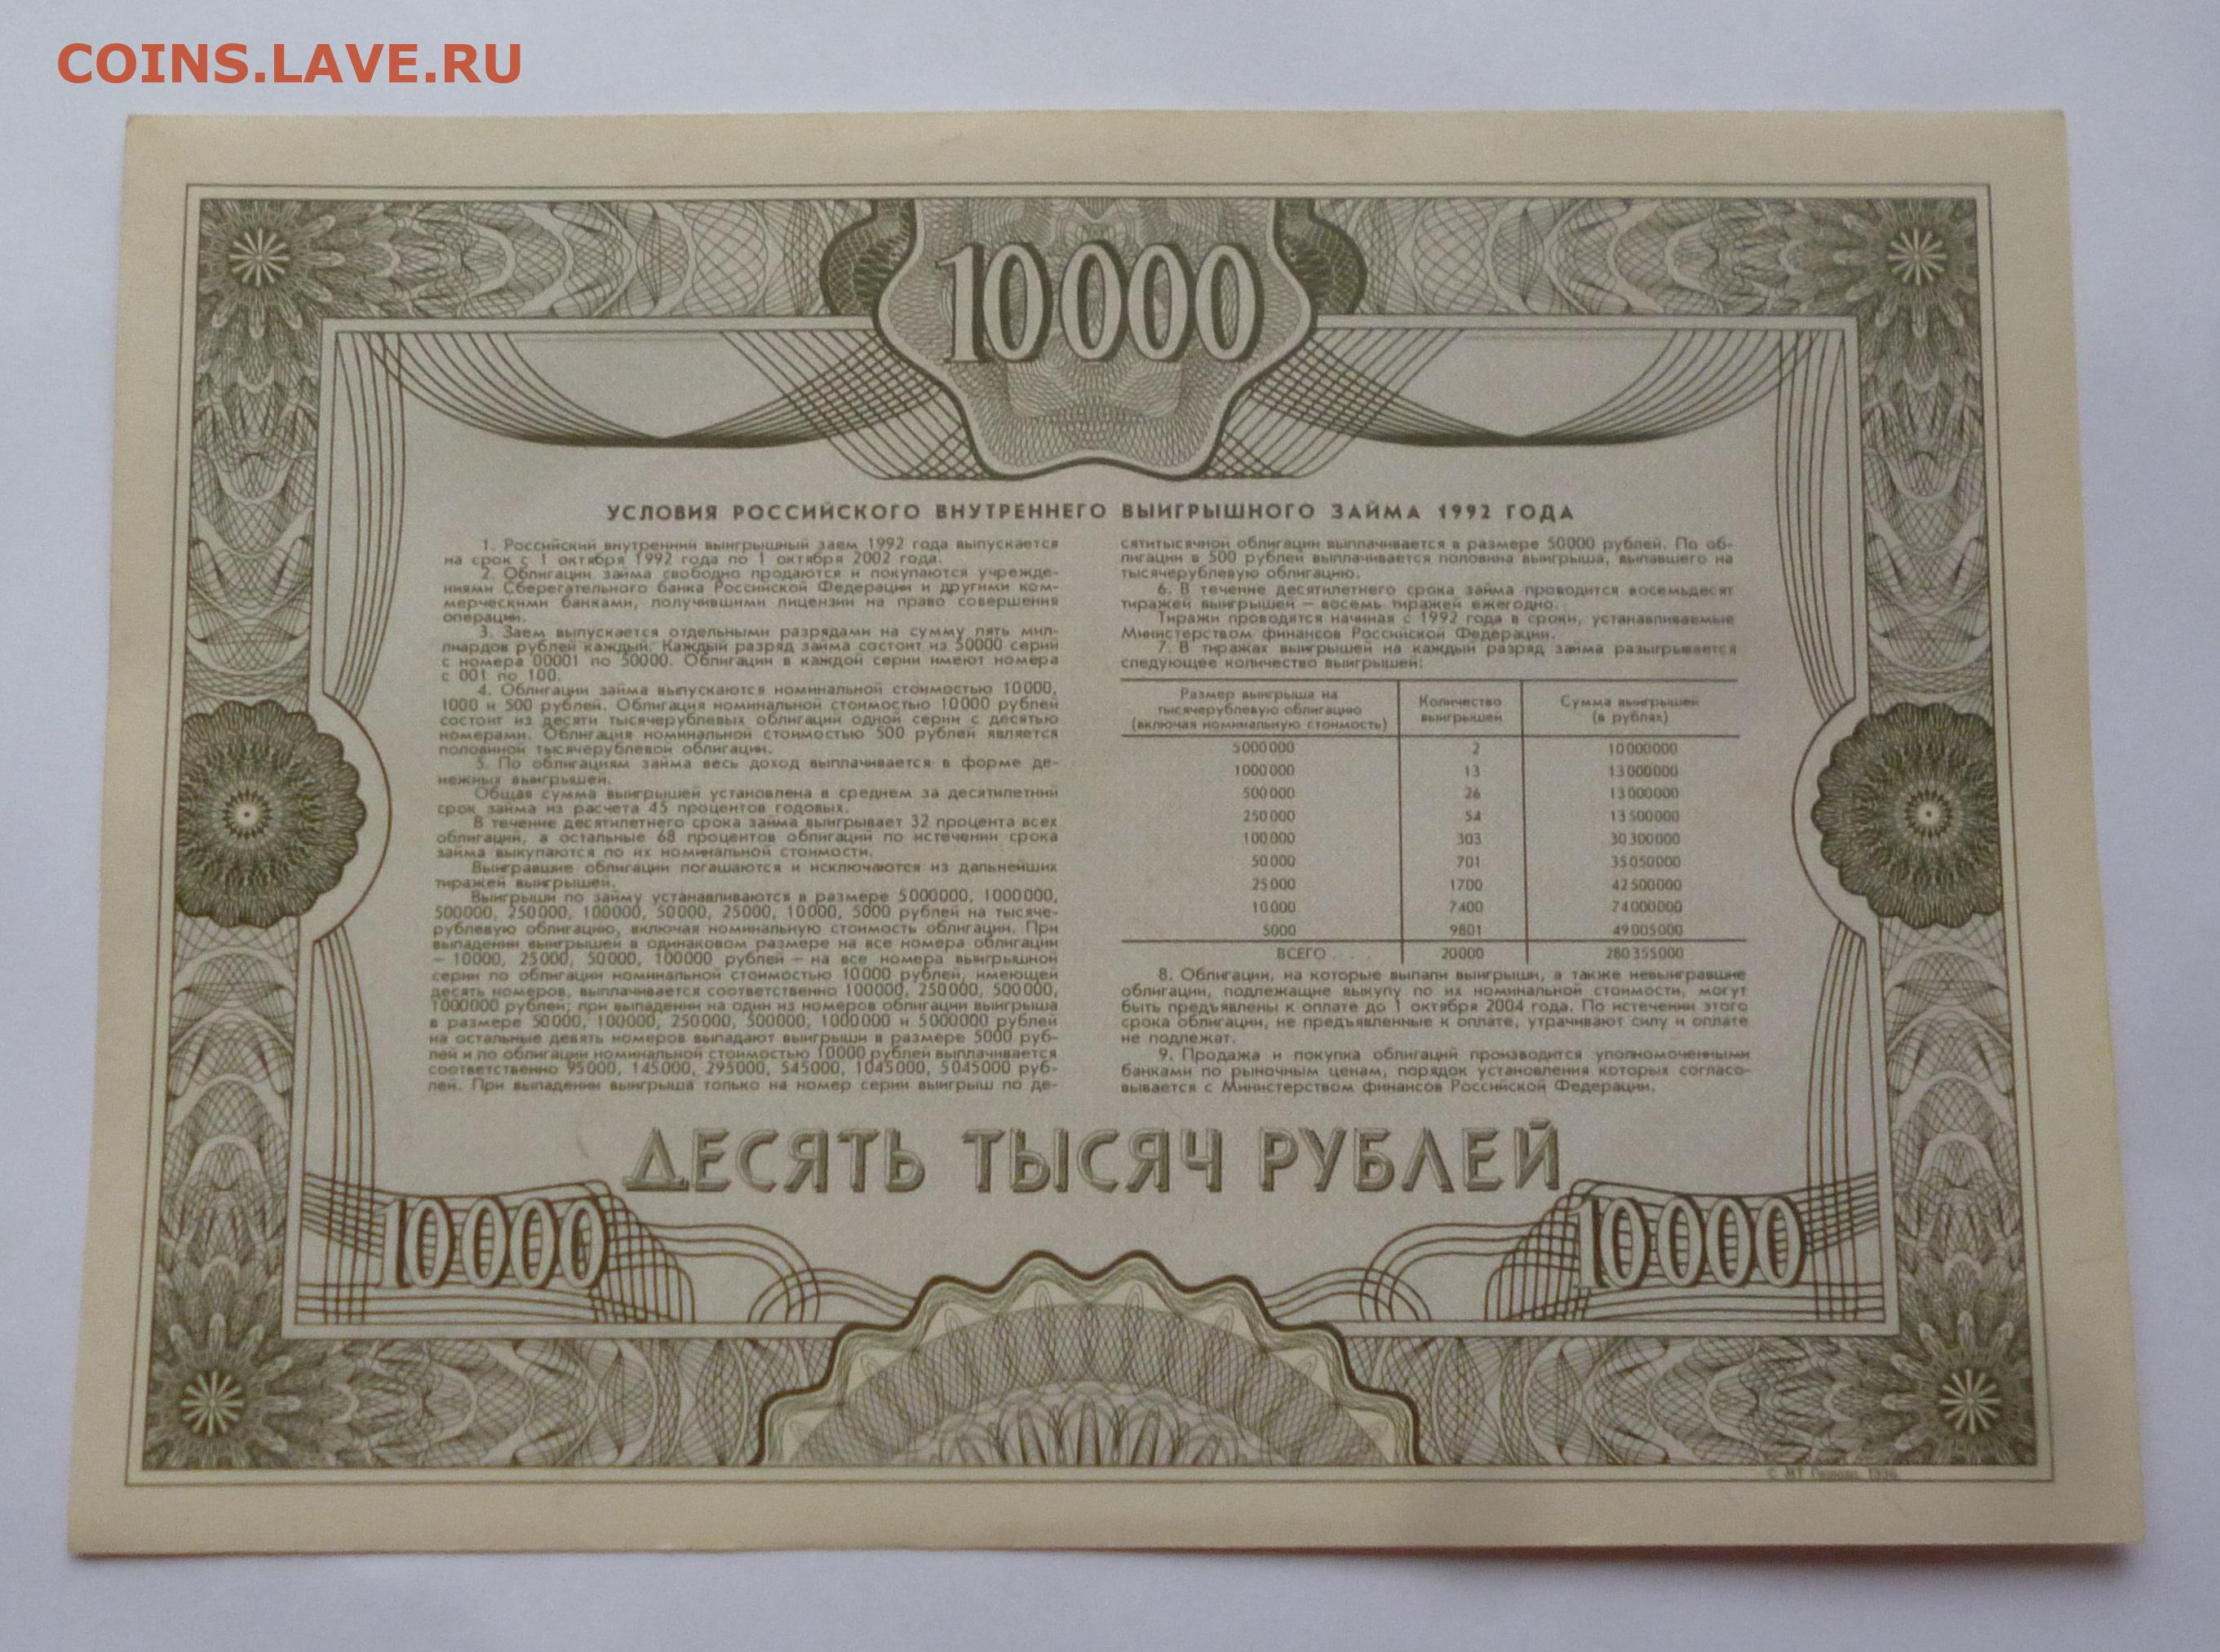 COINS.LAVE.RU
10000
УСЛОВИЯ РОССИЙСКОГО ВНУТРЕННЕГО ВЫИГРЫШНОГО ЗАЙМА 1992 ГОДА
1. Российский внутренний выигрышный заем 1992 года выпускается
на срок с 1 октября 1992 года по 1 октября 2002 года.
2. Облигации займа свободно продаются и покупаются учрежде-
ниями Сберегательного банка Российской Федерации и другими ком-
мерческими банками, получившими лицензии на право совершения
операции.
3. Заем выпускается отдельными разрядами на сумму пять мил-
лиардов рублей каждый. Каждый разряд займа состоит из 50000 серий
с номера 00001 по 50000. Облигации в каждой серии имеют номера
с 001 по 100.
4. Облигации займа выпускаются номинальной стоимостью 10000,
1000 и 500 рублей. Облигация номинальной стоимостью 10000 рублей
состоит из десяти тысячерублевых облигаций одной серии с десятью
номерами. Облигация номинальной стоимостью 500 рублей является
половиной тысячерублевой облигации.
5. По облигациям займа весь доход выплачивается в форме де-
нежных выигрышей.
Общая сумма выигрышей установлена в среднем за десятилетний
срок займа из расчета 45 процентов годовых.
В течение десятилетнего срока займа выигрывает 32 процента всех
облигаций, а остальные 68 процентов облигаций по истечении срока
займа выкупаются по их номинальной стоимости.
Выигравшие облигации погашаются и исключаются из дальнейших
тиражей выигрышей.
Выигрыши по займу устанавливаются в размере 5000000, 1000000,
500000, 250000, 100000, 50000, 25000, 10000, 5000 рублей на тысяче-
рублевую облигацию, включая номинальную стоимость облигации. При
выпадении выигрышей в одинаковом размере на все номера облигации
— 10000, 25000, 50000, 100000 рублей — на все номера выигрышной
серии по облигации номинальной стоимостью 10000 рублей, имеющей
десять номеров, выплачивается соответственно 100000, 250000, 500000,
1000000 рублей; при выпадении на один из номеров облигации выигрыша
в размере 50000, 100000, 250000, 500000, 1000000 и 5000000 рублей
на остальные девять номеров выпадают выигрыши в размере 5000 руб-
лей и по облигации номинальной стоимостью 10000 рублей выплачивается
соответственно 95000, 145000, 295000, 545000, 1045000, 5045000 руб-
лей. При выпадении выигрыша только на номер серии выигрыш по де-
сятитысячной облигации выплачивается в размере 50000 рублей. По об-
лигации в 500 рублей выплачивается половина выигрыша, выпавшего на
тысячерублевую облигацию.
6. В течение десятилетнего срока займа проводится восемьдесят
тиражей выигрышей — восемь тиражей ежегодно.
Тиражи проводятся начиная с 1992 года в сроки, устанавливаемые
Министерством финансов Российской Федерации.
7. В тиражах выигрышей на каждый разряд займа разыгрывается
следующее количество выигрышей:
Размер выигрыша на
тысячерублевую облигацию
(включая номинальную стоимость)
Количество
выигрышей
Сумма выигрышей
(в рублях)
5000000 2 10000000
1000000 13 13000000
500000 26 13000000
250000 54 13500000
100000 303 30300000
50000 701 35050000
25000 1700 42500000
10000 7400 74000000
5000 9801 49005000
ВСЕГО . . . . 20000 280355000
8. Облигации, на которые выпали выигрыши, а также невыигравшие
облигации, подлежащие выкупу по их номинальной стоимости, могут
быть предъявлены к оплате до 1 октября 2004 года. По истечении этого
срока облигации, не предъявленные к оплате, утрачивают силу и оплате
не подлежат.
9. Продажа и покупка облигаций производится уполномоченными
банками по рыночным ценам, порядок установления которых согласо-
вывается с Министерством финансов Российской Федерации.
ДЕСЯТЬ ТЫСЯЧ РУБЛЕЙ
10000 10000